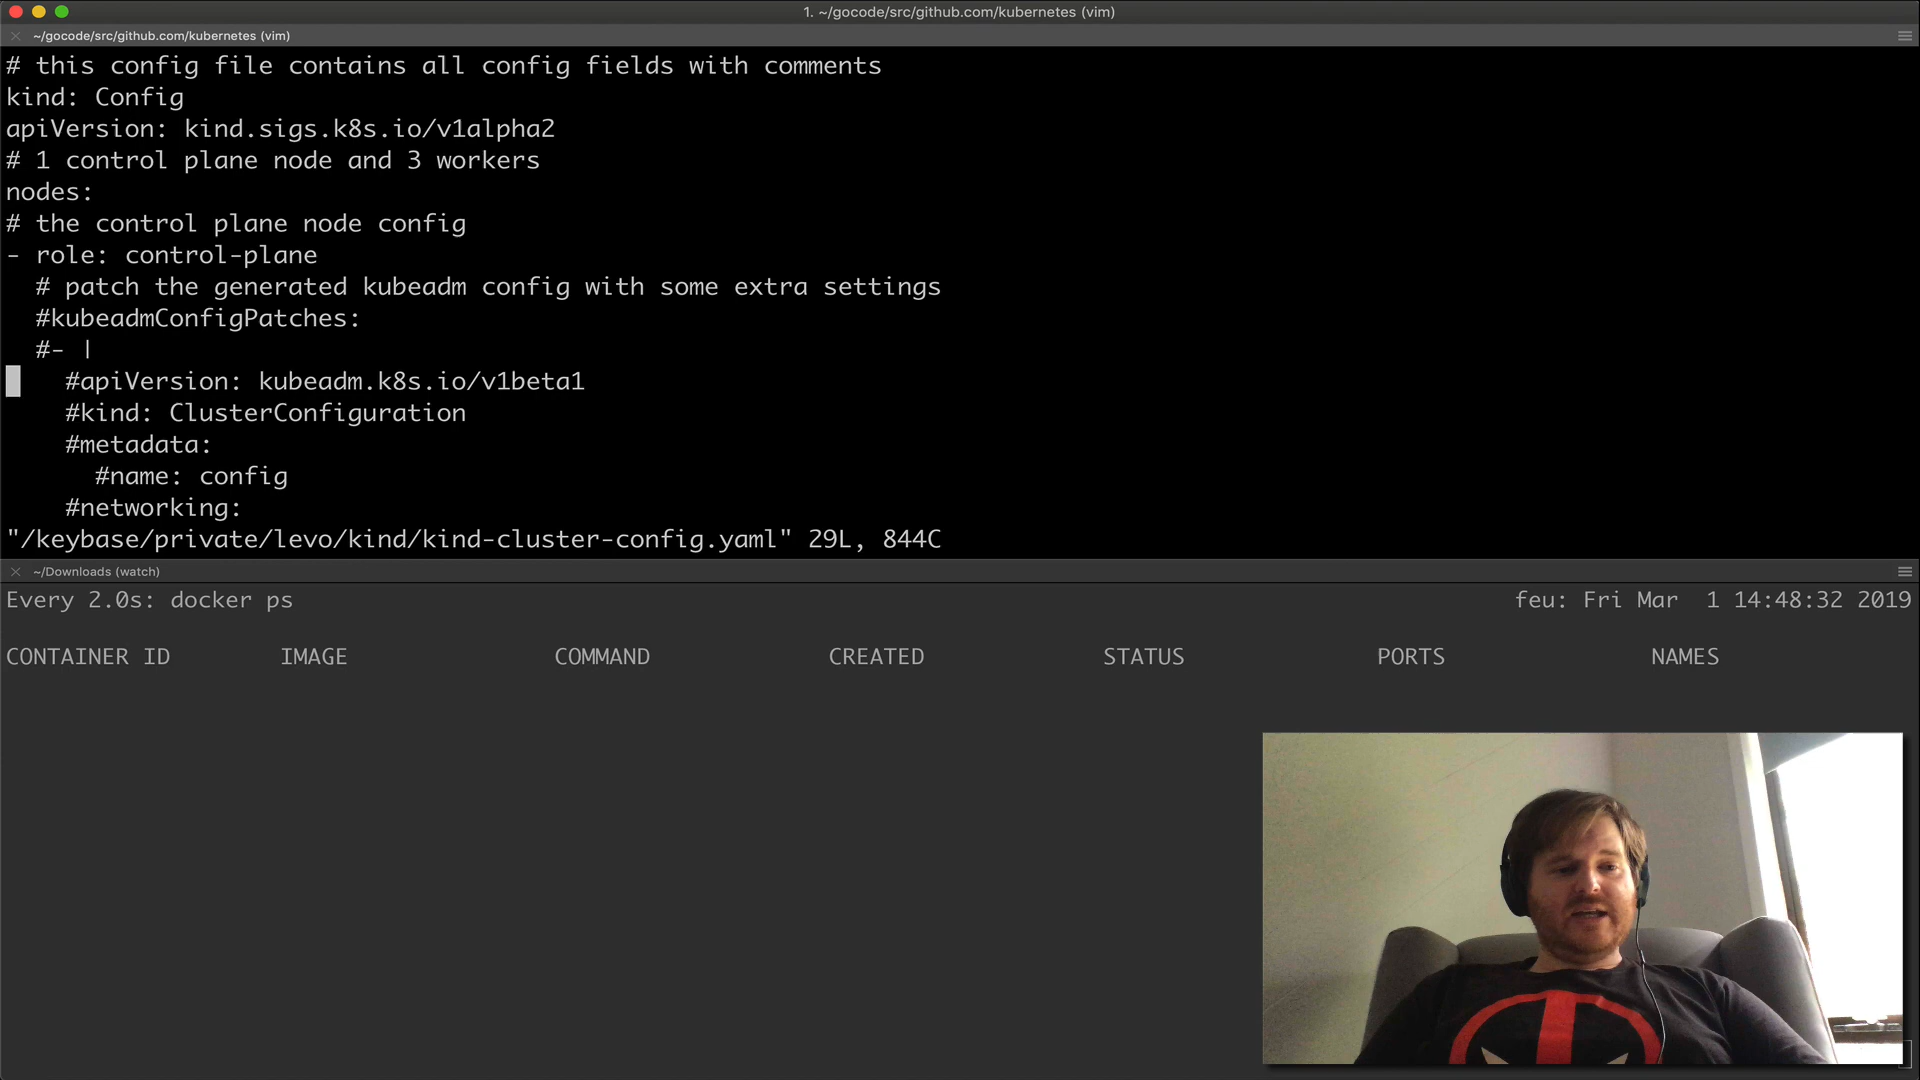 1. ~/gocode/src/github.com/kubernetes (vim)
~/gocode/src/github.com/kubernetes (vim)
# this config file contains all config fields with comments
kind: Config
apiVersion: kind.sigs.k8s.io/v1alpha2
# 1 control plane node and 3 workers
nodes:
# the control plane node config
- role: control-plane
  # patch the generated kubeadm config with some extra settings
  #kubeadmConfigPatches:
  #- |
    #apiVersion: kubeadm.k8s.io/v1beta1
    #kind: ClusterConfiguration
    #metadata:
      #name: config
    #networking:
"/keybase/private/levo/kind/kind-cluster-config.yaml" 29L, 844C
~/Downloads (watch)
Every 2.0s: docker ps feu: Fri Mar  1 14:48:32 2019
CONTAINER ID IMAGE COMMAND CREATED STATUS PORTS NAMES